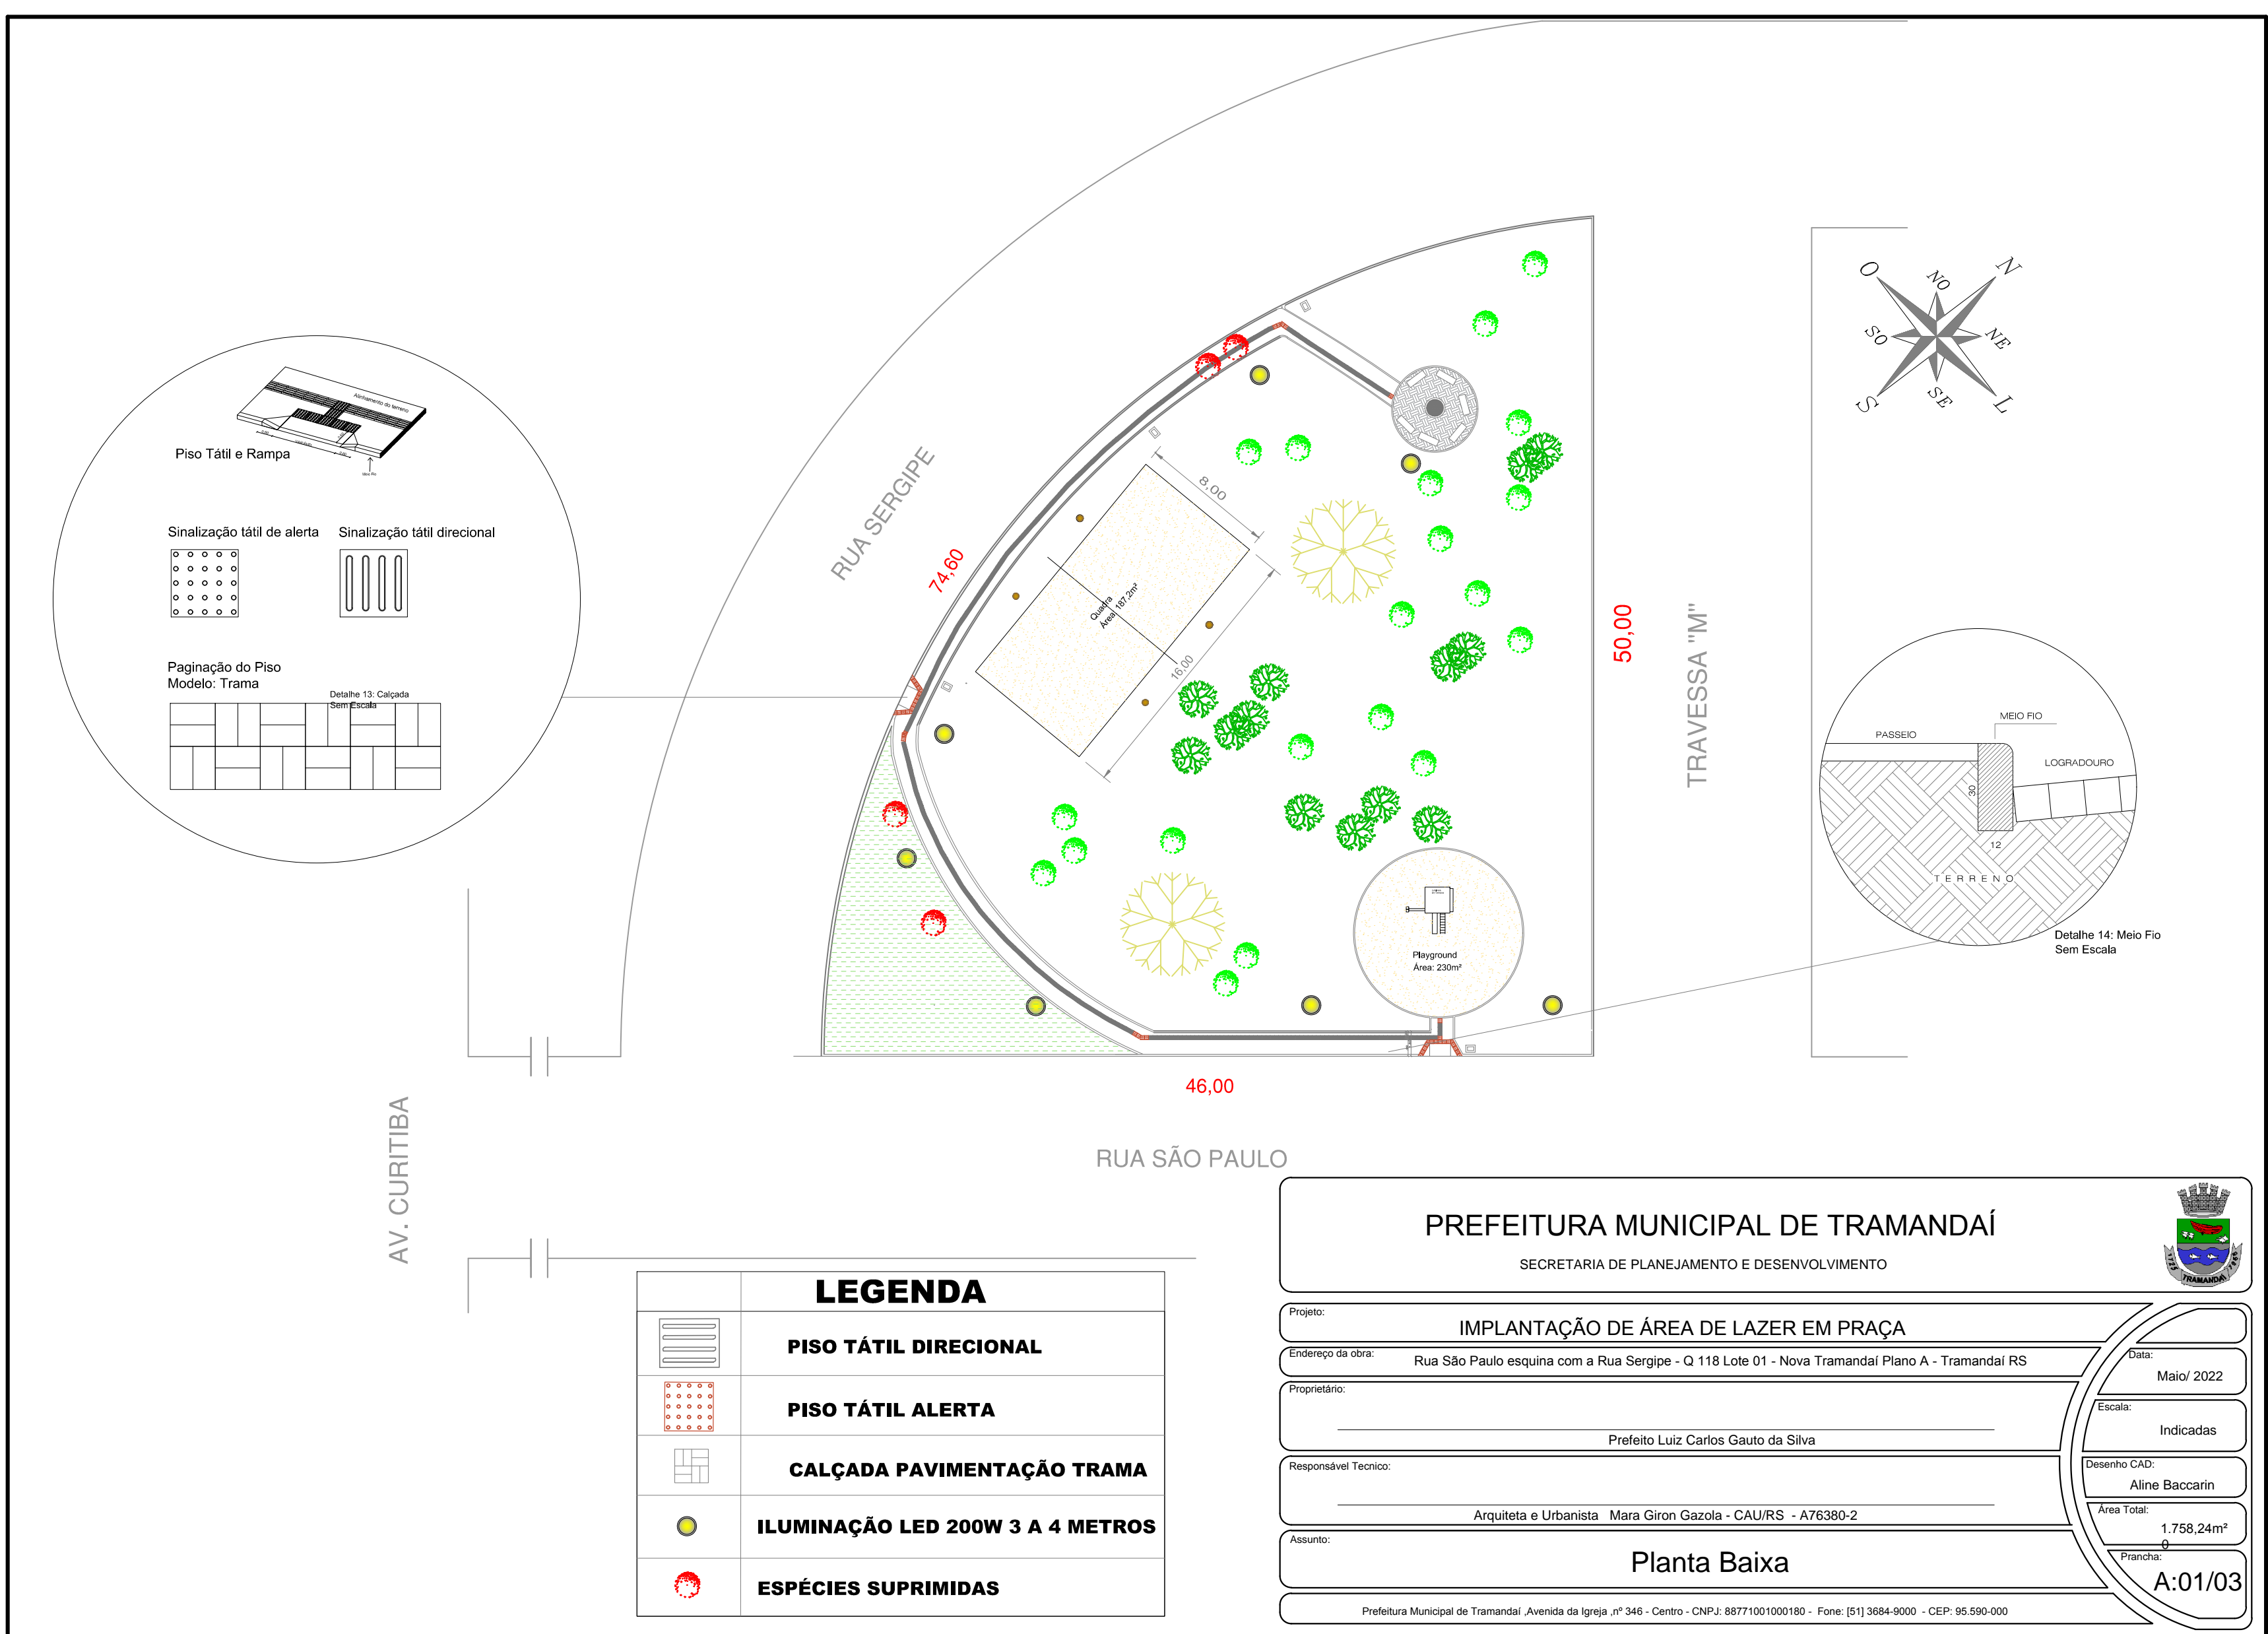 Alinhamento do terreno
Piso Tátil e Rampa
Sinalização tátil de alerta
Sinalização tátil direcional
Paginação do Piso
Modelo: Trama
Detalhe 13: Calçada
Sem Escala
RUA SERGIPE
74,60
8,00
Quadra
Área: 187,2m²
16,00
50,00
TRAVESSA "M"
N
NE
L
SE
S
SO
O
NO
MEIO FIO
PASSEIO
LOGRADOURO
30
12
TERRENO
Detalhe 14: Meio Fio
Sem Escala
Playground
Área: 230m²
46,00
RUA SÃO PAULO
AV. CURITIBA
LEGENDA
PISO TÁTIL DIRECIONAL
PISO TÁTIL ALERTA
CALÇADA PAVIMENTAÇÃO TRAMA
ILUMINAÇÃO LED 200W 3 A 4 METROS
ESPÉCIES SUPRIMIDAS
PREFEITURA MUNICIPAL DE TRAMANDAÍ
SECRETARIA DE PLANEJAMENTO E DESENVOLVIMENTO
TRAMANDAÍ
Projeto:
IMPLANTAÇÃO DE ÁREA DE LAZER EM PRAÇA
Endereço da obra:
Rua São Paulo esquina com a Rua Sergipe - Q 118 Lote 01 - Nova Tramandaí Plano A - Tramandaí RS
Proprietário:
Prefeito Luiz Carlos Gauto da Silva
Responsável Tecnico:
Arquiteta e Urbanista Mara Giron Gazola - CAU/RS - A76380-2
Assunto:
Planta Baixa
Data:
Maio/ 2022
Escala:
Indicadas
Desenho CAD:
Aline Baccarin
Área Total:
1.758,24m²
0
Prancha:
A:01/03
Prefeitura Municipal de Tramandaí ,Avenida da Igreja ,nº 346 - Centro - CNPJ: 88771001000180 - Fone: [51] 3684-9000 - CEP: 95.590-000